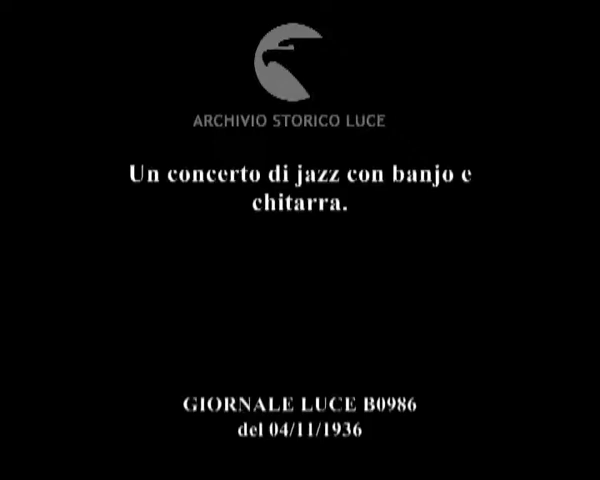 ARCHIVIO STORICO LUCE
Un concerto di jazz con banjo e
chitarra.
GIORNALE LUCE B0986
del 04/11/1936